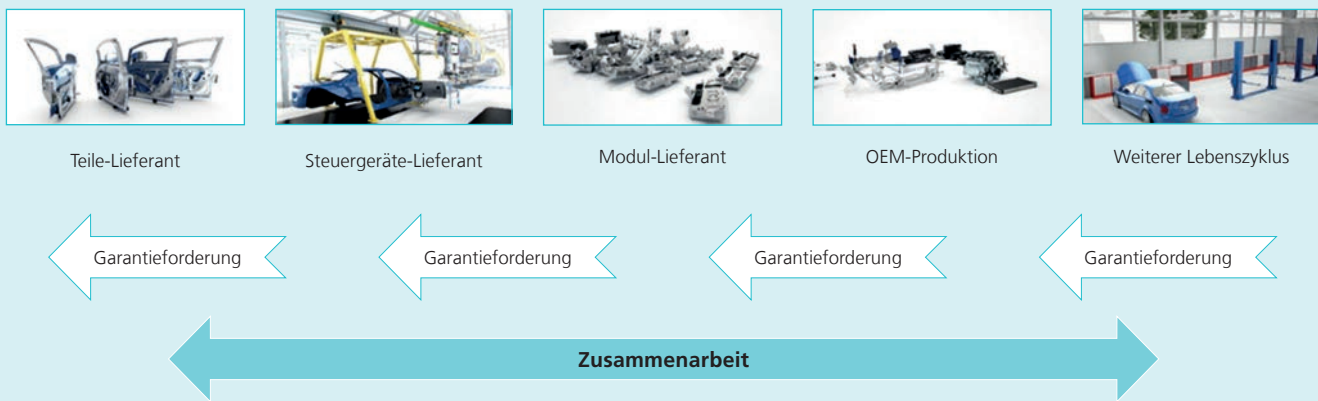 Teile-Lieferant
Steuergeräte-Lieferant
Modul-Lieferant
OEM-Produktion
Weiterer Lebenszyklus
Garantieforderung
Garantieforderung
Garantieforderung
Garantieforderung
Zusammenarbeit